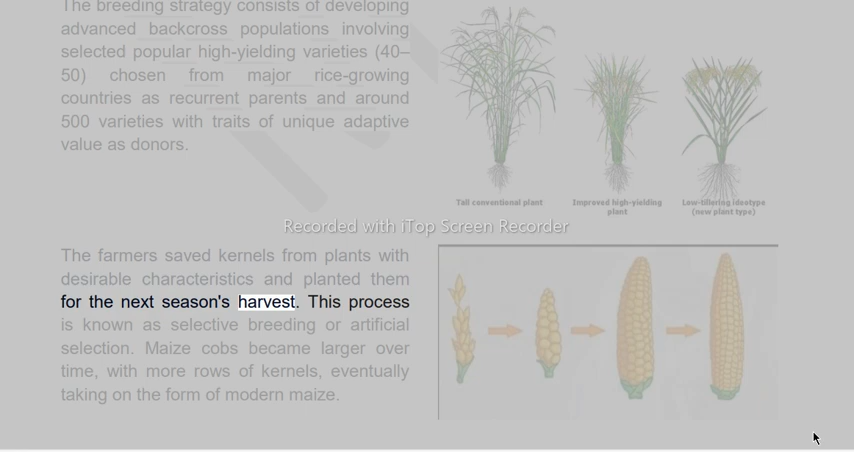 The breeding strategy consists of developing
advanced backcross populations involving
selected popular high-yielding varieties (40–
50) chosen from major rice-growing
countries as recurrent parents and around
500 varieties with traits of unique adaptive
value as donors.
Tall conventional plant
Improved high-yielding
plant
Low-tillering ideotype
(new plant type)
Recorded with iTop Screen Recorder
The farmers saved kernels from plants with
desirable characteristics and planted them
for the next season's harvest. This process
is known as selective breeding or artificial
selection. Maize cobs became larger over
time, with more rows of kernels, eventually
taking on the form of modern maize.